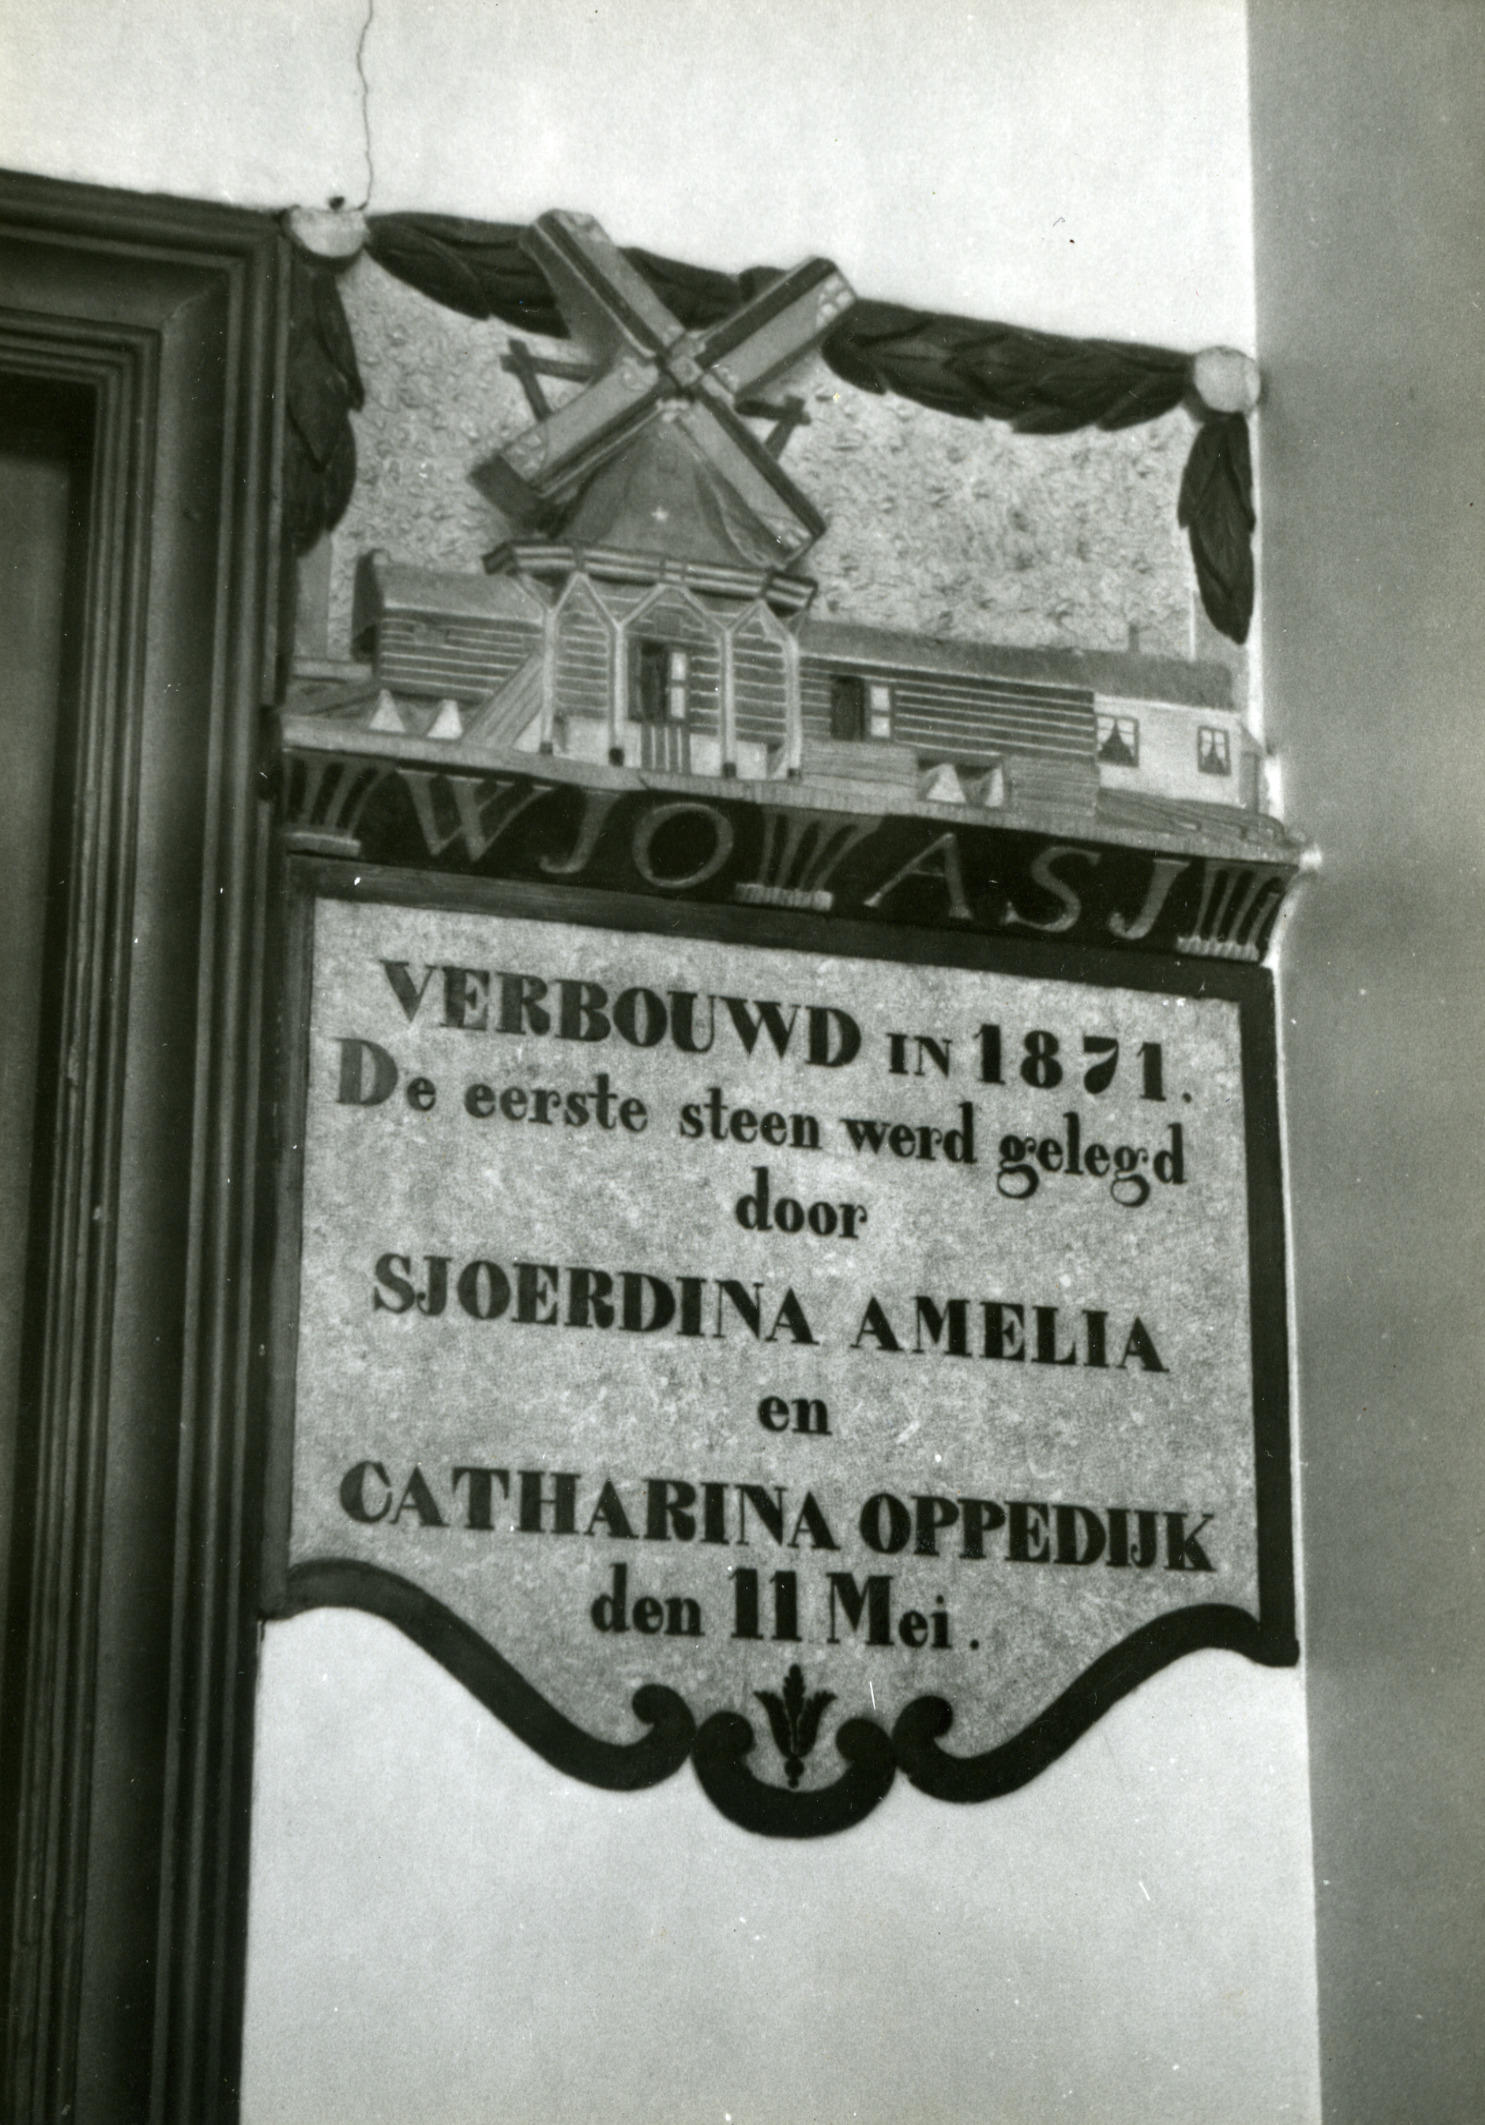 WJO ASJ
VERBOUWD IN 1871.
De eerste steen werd gelegd
door
SJOERDINA AMELIA
en
CATHARINA OPPEDIJK
den 11 Mei.